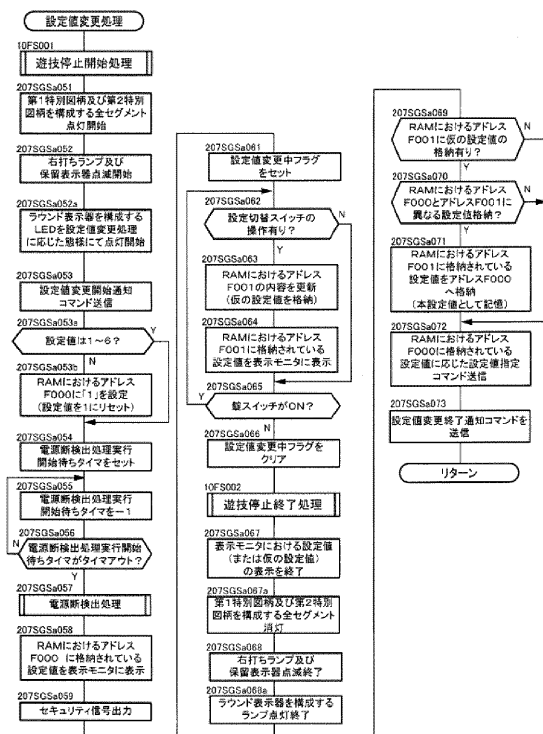 設定値変更処理
10FS001
遊技停止開始処理
207SGSa051
第1特別図柄及び第2特別
図柄を構成する全セグメント
点灯開始
207SGSa052
右打ちランプ及び
保留表示器点滅開始
207SGSa052a
ラウンド表示器を構成する
LEDを設定値変更処理
に応じた態様にて点灯開始
207SGSa053
設定値変更開始通知
コマンド送信
207SGSa053a
設定値は1～6？
Y
N
207SGSa053b
RAMにおけるアドレス
F000に「1」を設定
(設定値を1にリセット)
207SGSa054
電源断検出処理実行
開始待ちタイマをセット
207SGSa055
電源断検出処理実行
開始待ちタイマを－1
207SGSa056
N
電源断検出処理実行開始
待ちタイマがタイマアウト？
Y
207SGSa057
電源断検出処理
207SGSa058
RAMにおけるアドレス
F000 に格納されている
設定値を表示モニタに表示
207SGSa059
セキュリティ信号出力
207SGSa061
設定値変更中フラグ
をセット
207SGSa062
設定切替スイッチの
操作有り？
N
Y
207SGSa063
RAMにおけるアドレス
F001の内容を更新
(仮の設定値を格納)
207SGSa064
RAMにおけるアドレス
F001に格納されている
設定値を表示モニタに表示
207SGSa065
Y
錠スイッチがON？
N
207SGSa066
設定値変更中フラグを
クリア
10FS002
遊技停止終了処理
207SGSa067
表示モニタにおける設定値
(または仮の設定値)
の表示を終了
207SGSa067a
第1特別図柄及び第2特別
図柄を構成する全セグメント
消灯
207SGSa068
右打ちランプ及び
保留表示器点滅終了
207SGSa068a
ラウンド表示器を構成する
ランプ点灯終了
207SGSa069
RAMにおけるアドレス
F001に仮の設定値の
格納有り？
N
Y
207SGSa070
RAMにおけるアドレス
F000とアドレスF001に
異なる設定値格納？
N
Y
207SGSa071
RAMにおけるアドレス
F001に格納されている
設定値をアドレスF000
へ格納
(本設定値として記憶)
207SGSa072
RAMにおけるアドレス
F000に格納されている
設定値に応じた設定値指定
コマンド送信
207SGSa073
設定値変更終了通知コマンドを
送信
リターン